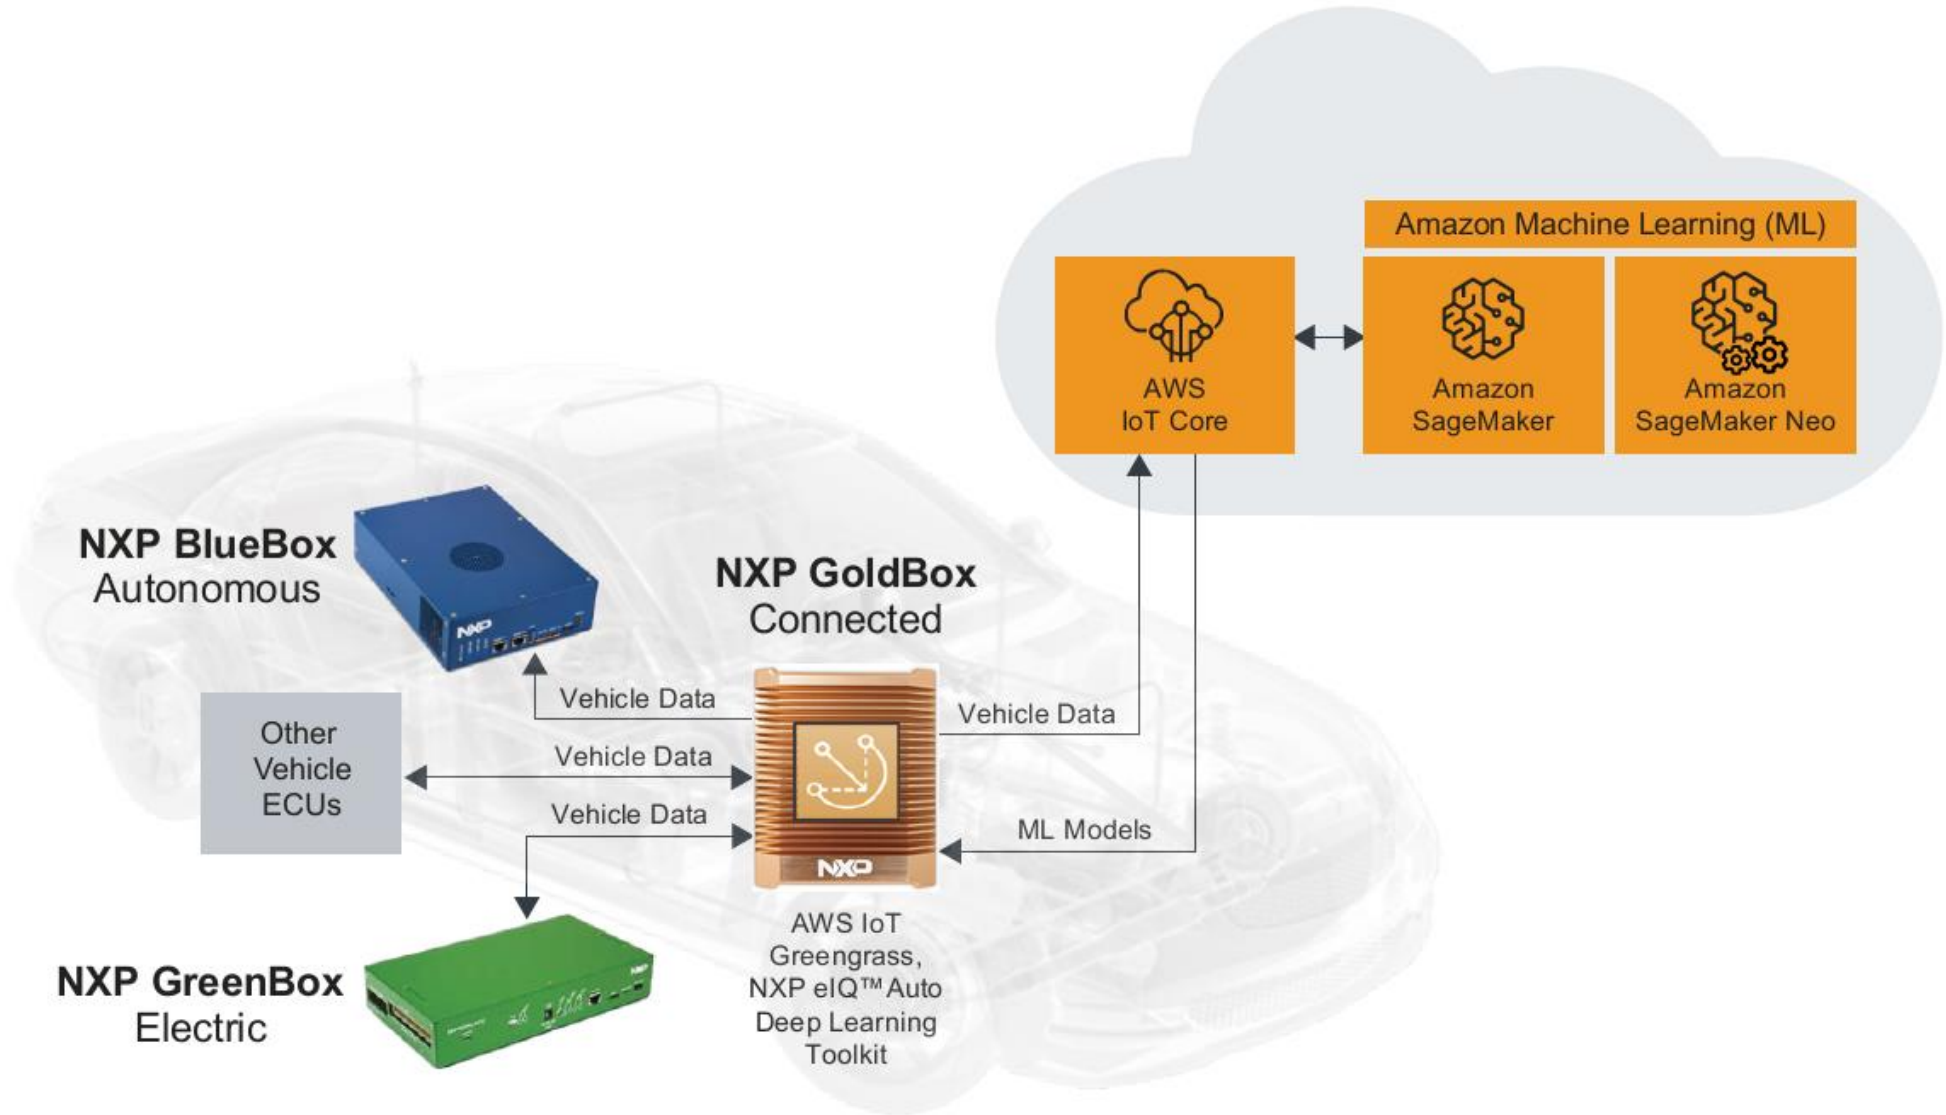 Amazon Machine Learning (ML)
AWS
IoT Core
Amazon
SageMaker
Amazon
SageMaker Neo
NXP BlueBox
Autonomous
NXP
NXP GoldBox
Connected
Vehicle Data
Vehicle Data
Other
Vehicle
ECUs
Vehicle Data
Vehicle Data
ML Models
NXP
AWS IoT
Greengrass,
NXP eIQ™ Auto
Deep Learning
Toolkit
NXP GreenBox
Electric
NXP